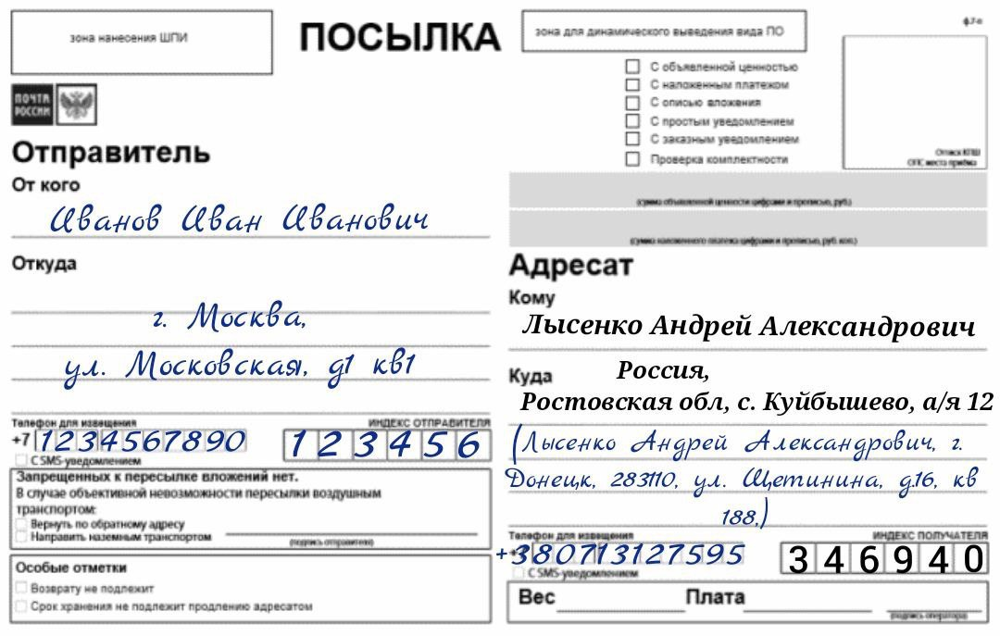 зона нанесения ШПИ
ПОСЫЛКА
зона для динамического выведения вида ПО
ф.7-п
С объявленной ценностью
С наложенным платежом
С описью вложения
С простым уведомлением
С заказным уведомлением
Проверка комплектности
Оттиск КПШ
ОПС места приёма
ПОЧТА
РОССИИ
Отправитель
От кого
Иванов Иван Иванович
Откуда
г. Москва,
ул. Московская, д1 кв1
Телефон для извещения
ИНДЕКС ОТПРАВИТЕЛЯ
+7 1234567890
123456
С SMS-уведомлением
Запрещенных к пересылке вложений нет.
В случае объективной невозможности пересылки воздушным
транспортом:
Вернуть по обратному адресу
Направить наземным транспортом
(подпись отправителя)
Особые отметки
Возврату не подлежит
Срок хранения не подлежит продлению адресатом
(сумма объявленной ценности цифрами и прописью, руб.)
(сумма наложенного платежа цифрами и прописью, руб. коп.)
Адресат
Кому
Лысенко Андрей Александрович
Куда
Россия,
Ростовская обл, с. Куйбышево, а/я 12
(Лысенко Андрей Александрович, г.
Донецк, 283110, ул. Щетинина, д.16, кв
188,)
Телефон для извещения
ИНДЕКС ПОЛУЧАТЕЛЯ
+380713127595
346940
С SMS-уведомлением
Вес
Плата
(подпись оператора)